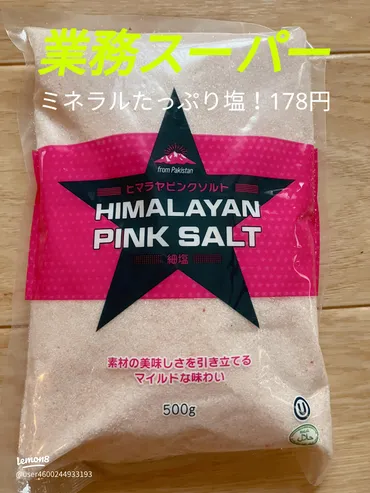 業務スーパー
ミネラルたっぷり塩！178円
from Pakistan
ヒマラヤピンクソルト
HIMALAYAN
PINK SALT
細塩
素材の美味しさを引き立てる
マイルドな味わい
500g
U
lemon8
@user4600244933193